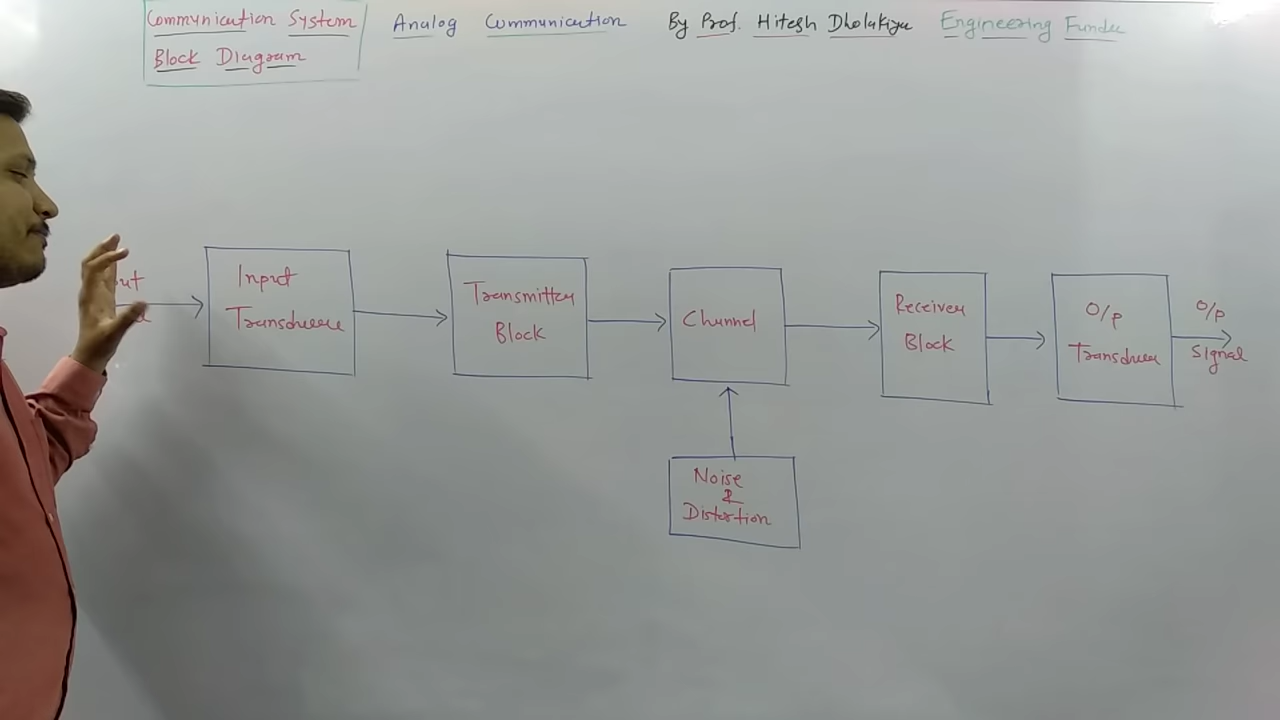 Communication System
Block Diagram
Analog Communication
By Prof. Hitesh Dholakiya
Engineering Funda
Input
Transducer
Transmitter
Block
Channel
Noise
&
Distortion
Receiver
Block
O/p
Transducer
O/p
Signal